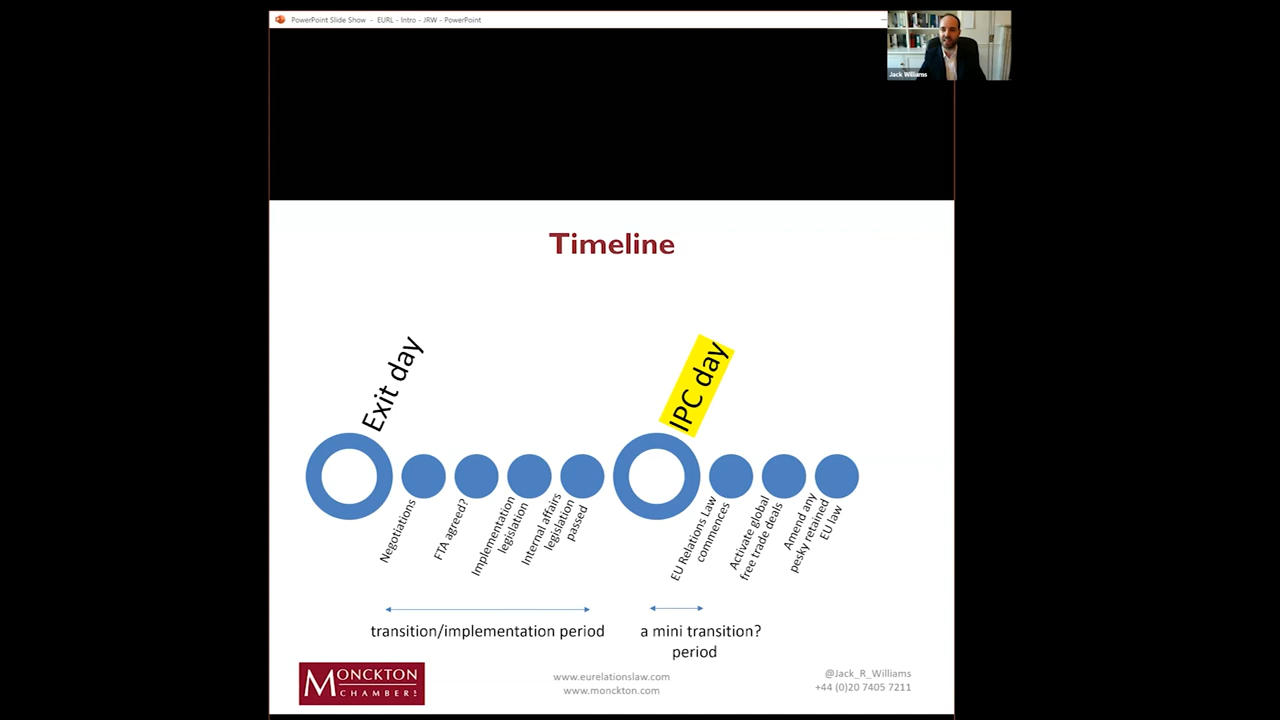 PowerPoint Slide Show - EURL - Intro - JRW - PowerPoint
Jack Williams
Timeline
Exit day
IPC day
Negotiations
FTA agreed?
Implementation
legislation
Internal affairs
legislation
passed
EU Relations Law
commences
Activate global
free trade deals
Amend any
pesky retained
EU law
transition/implementation period
a mini transition?
period
MONCKTON
CHAMBERS
www.eurelationslaw.com
www.monckton.com
@Jack_R_Williams
+44 (0)20 7405 7211